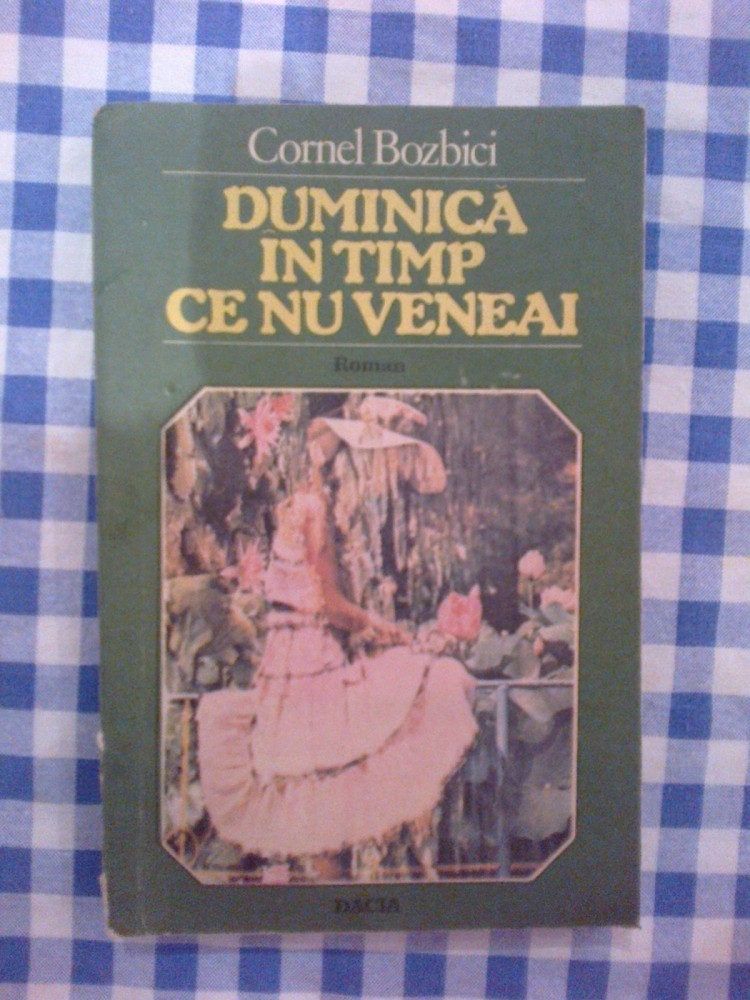 Cornel Bozbici
DUMINICĂ
ÎN TIMP
CE NU VENEAI
Roman
DACIA